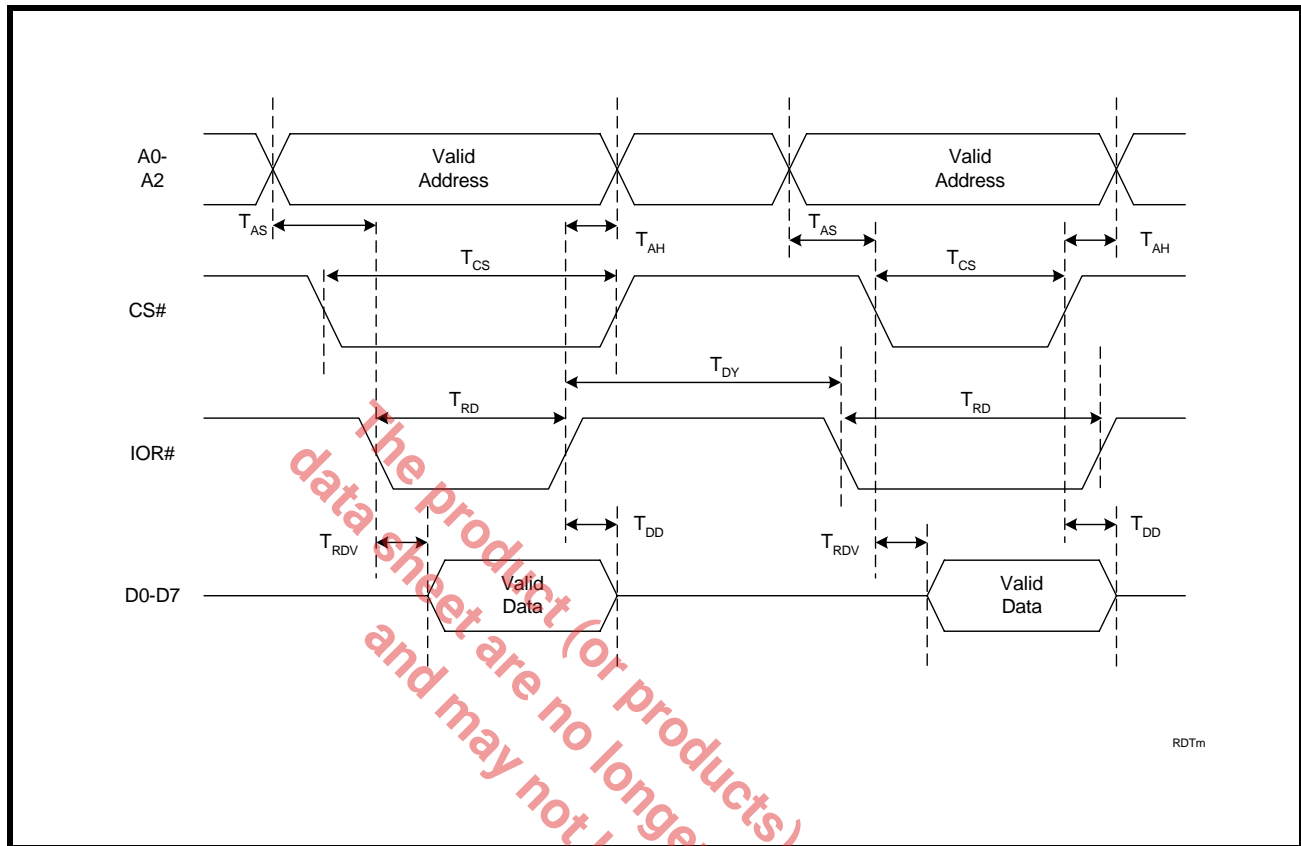 A0-
A2
Valid
Address
Valid
Address
TAS
TAH
TAS
TAH
TCS
TCS
CS#
TDY
TRD
TRD
IOR#
TRDV
TDD
TRDV
TDD
D0-D7
Valid
Data
Valid
Data
RDTm
The product (or products)
data sheet are no longer
and may not